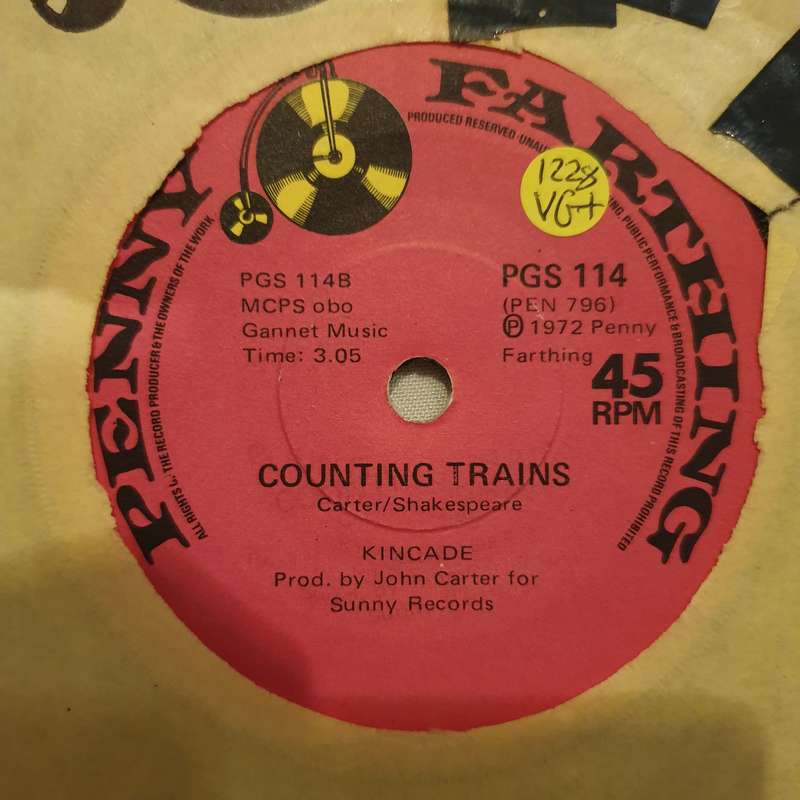 PENNY FARTHING
ALL RIGHTS OF THE RECORD PRODUCER & THE OWNERS OF THE WORK
PRODUCED RESERVED·
PUBLIC PERFORMANCE & BROADCASTING OF THIS RECORD PROHIBITED
1228
VG+
PGS 114B
MCPS obo
Gannet Music
Time: 3.05
PGS 114
(PEN 796)
Ⓟ 1972 Penny
Farthing
45
RPM
COUNTING TRAINS
Carter/Shakespeare
KINCADE
Prod. by John Carter for
Sunny Records